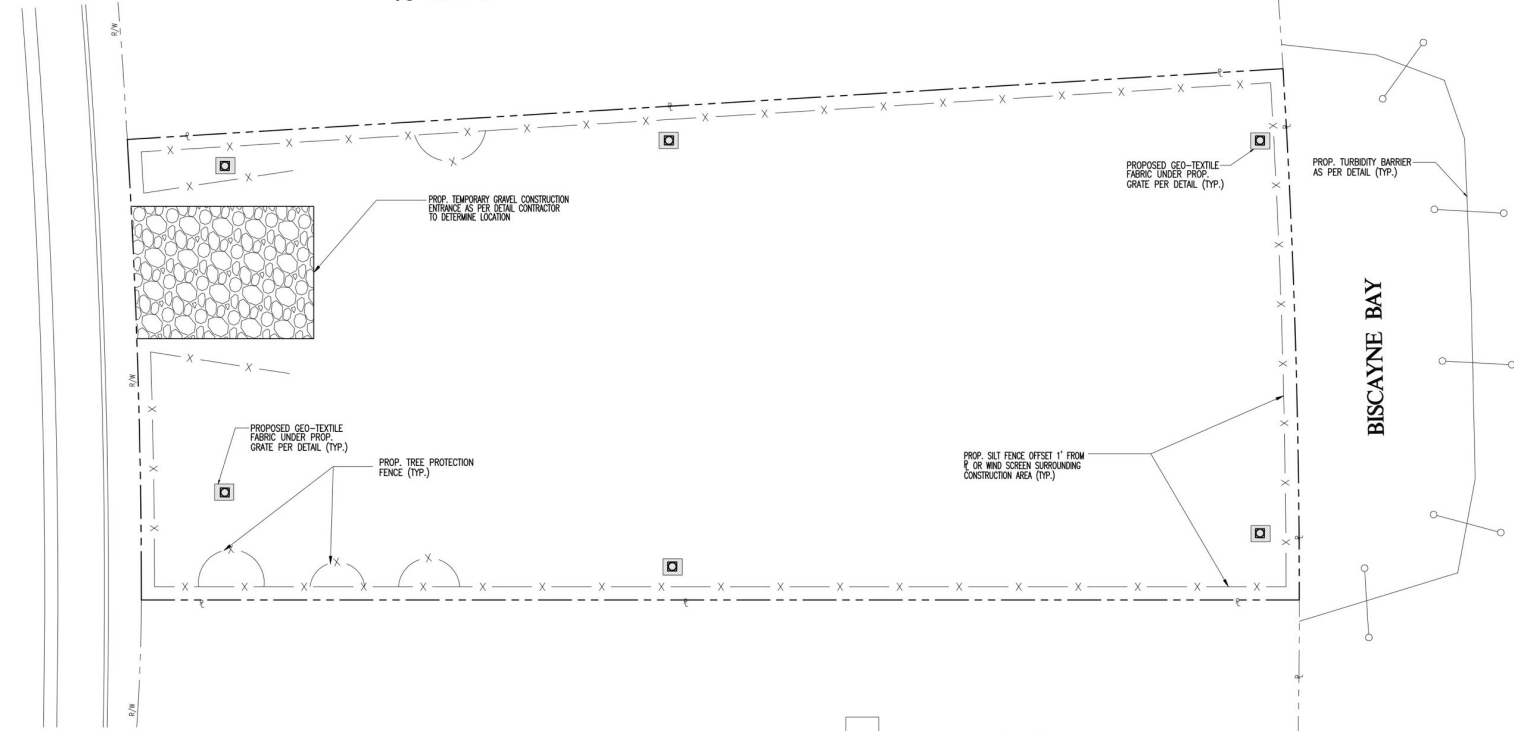 R/W
PROPOSED GEO-TEXTILE
FABRIC UNDER PROP.
GRATE PER DETAIL (TYP.)
PROP. TURBIDITY BARRIER
AS PER DETAIL (TYP.)
PROP. TEMPORARY GRAVEL CONSTRUCTION
ENTRANCE AS PER DETAIL CONTRACTOR
TO DETERMINE LOCATION
BISCAYNE BAY
R/W
PROPOSED GEO-TEXTILE
FABRIC UNDER PROP.
GRATE PER DETAIL (TYP.)
PROP. TREE PROTECTION
FENCE (TYP.)
PROP. SILT FENCE OFFSET 1' FROM
℄ OR WIND SCREEN SURROUNDING
CONSTRUCTION AREA (TYP.)
R/W